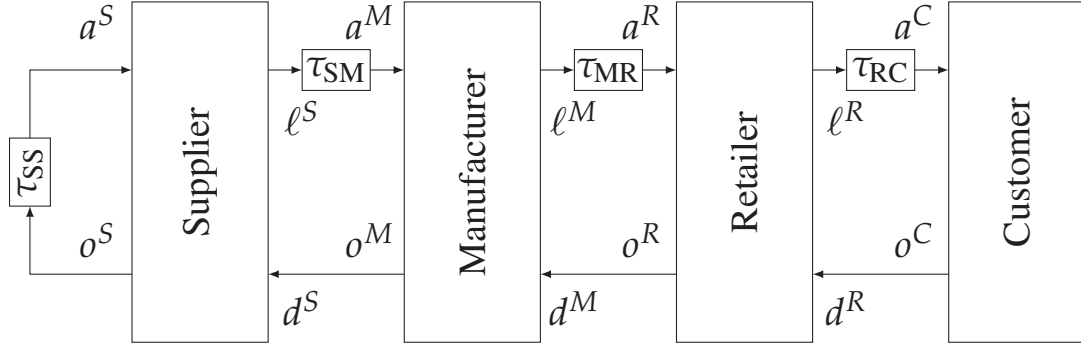 a^S
a^M
a^R
a^C
τ_SM
τ_MR
τ_RC
ℓ^S
ℓ^M
ℓ^R
τ_SS
Supplier
Manufacturer
Retailer
Customer
o^S
o^M
o^R
o^C
d^S
d^M
d^R